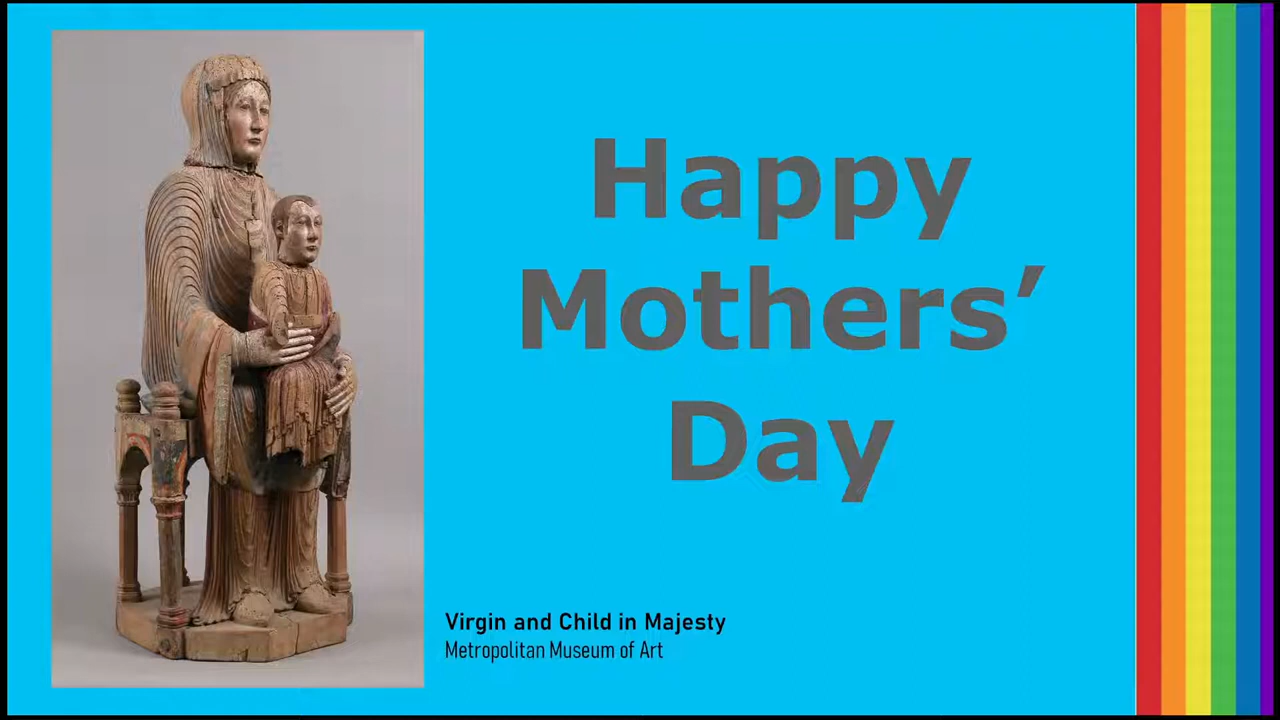 Happy
Mothers’
Day
Virgin and Child in Majesty
Metropolitan Museum of Art